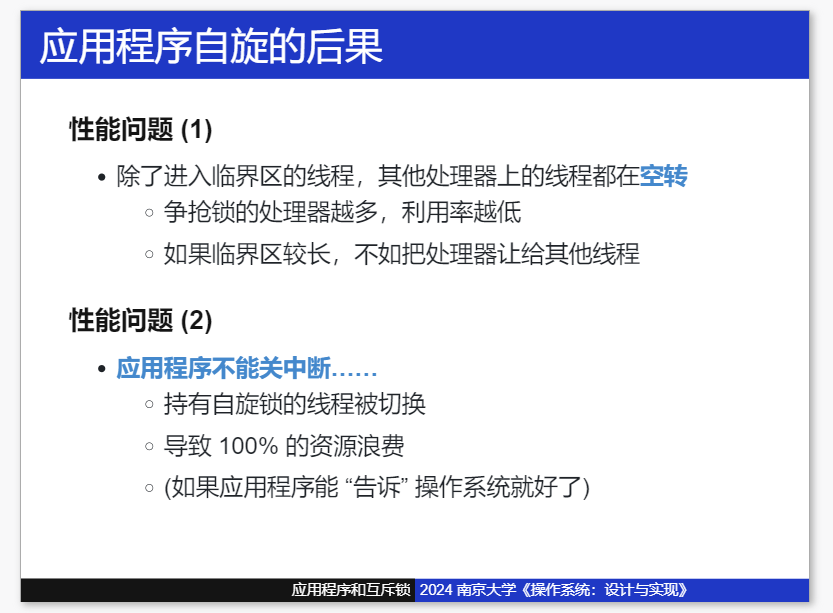 应用程序自旋的后果
性能问题 (1)
除了进入临界区的线程，其他处理器上的线程都在空转
争抢锁的处理器越多，利用率越低
如果临界区较长，不如把处理器让给其他线程
性能问题 (2)
应用程序不能关中断……
持有自旋锁的线程被切换
导致 100% 的资源浪费
(如果应用程序能 “告诉” 操作系统就好了)
应用程序和互斥锁 2024 南京大学《操作系统：设计与实现》